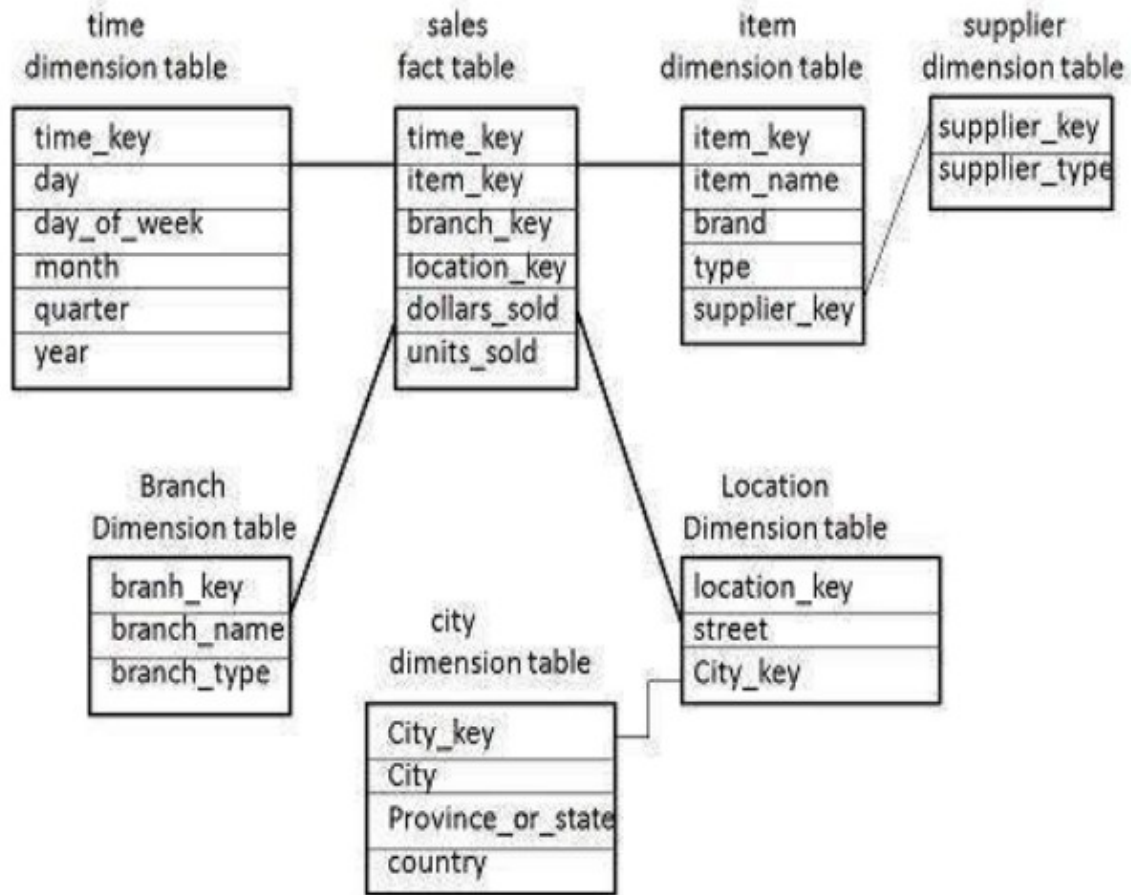 time
dimension table
time_key
day
day_of_week
month
quarter
year
sales
fact table
time_key
item_key
branch_key
location_key
dollars_sold
units_sold
item
dimension table
item_key
item_name
brand
type
supplier_key
supplier
dimension table
supplier_key
supplier_type
Branch
Dimension table
branh_key
branch_name
branch_type
city
dimension table
City_key
City
Province_or_state
country
Location
Dimension table
location_key
street
City_key